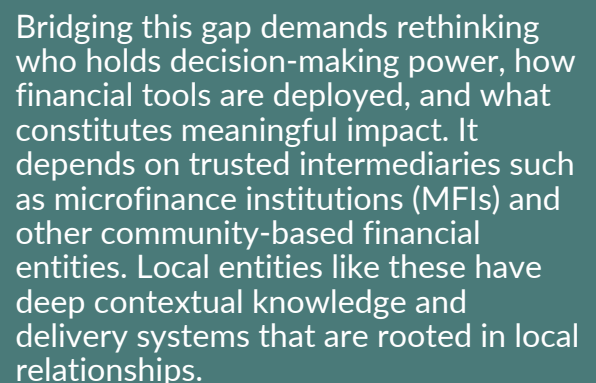 Bridging this gap demands rethinking
who holds decision-making power, how
financial tools are deployed, and what
constitutes meaningful impact. It
depends on trusted intermediaries such
as microfinance institutions (MFIs) and
other community-based financial
entities. Local entities like these have
deep contextual knowledge and
delivery systems that are rooted in local
relationships.